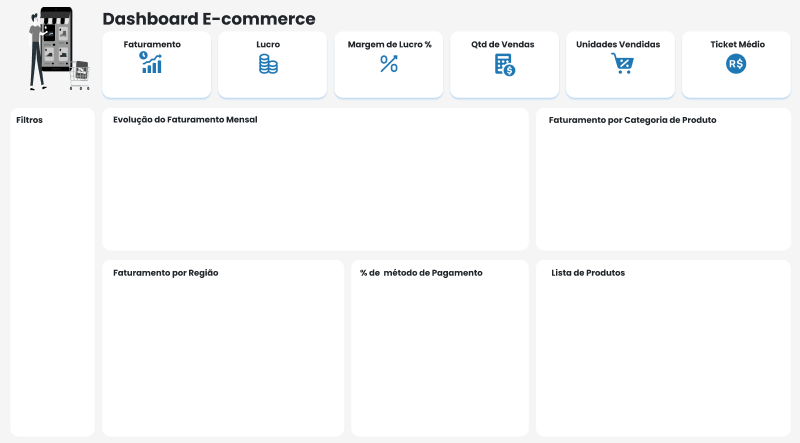 Dashboard E-commerce
Faturamento
Lucro
Margem de Lucro %
Qtd de Vendas
Unidades Vendidas
Ticket Médio
R$
Filtros
Evolução do Faturamento Mensal
Faturamento por Categoria de Produto
Faturamento por Região
% de método de Pagamento
Lista de Produtos